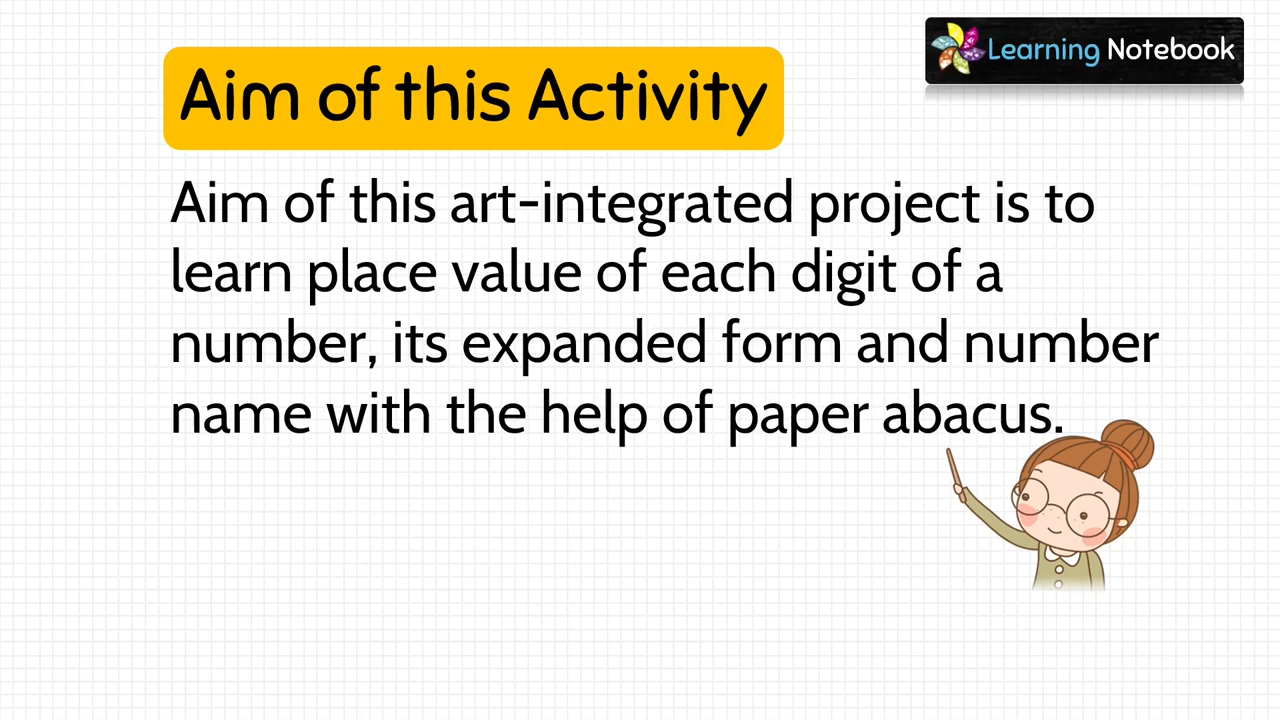 Learning Notebook
Aim of this Activity
Aim of this art-integrated project is to
learn place value of each digit of a
number, its expanded form and number
name with the help of paper abacus.